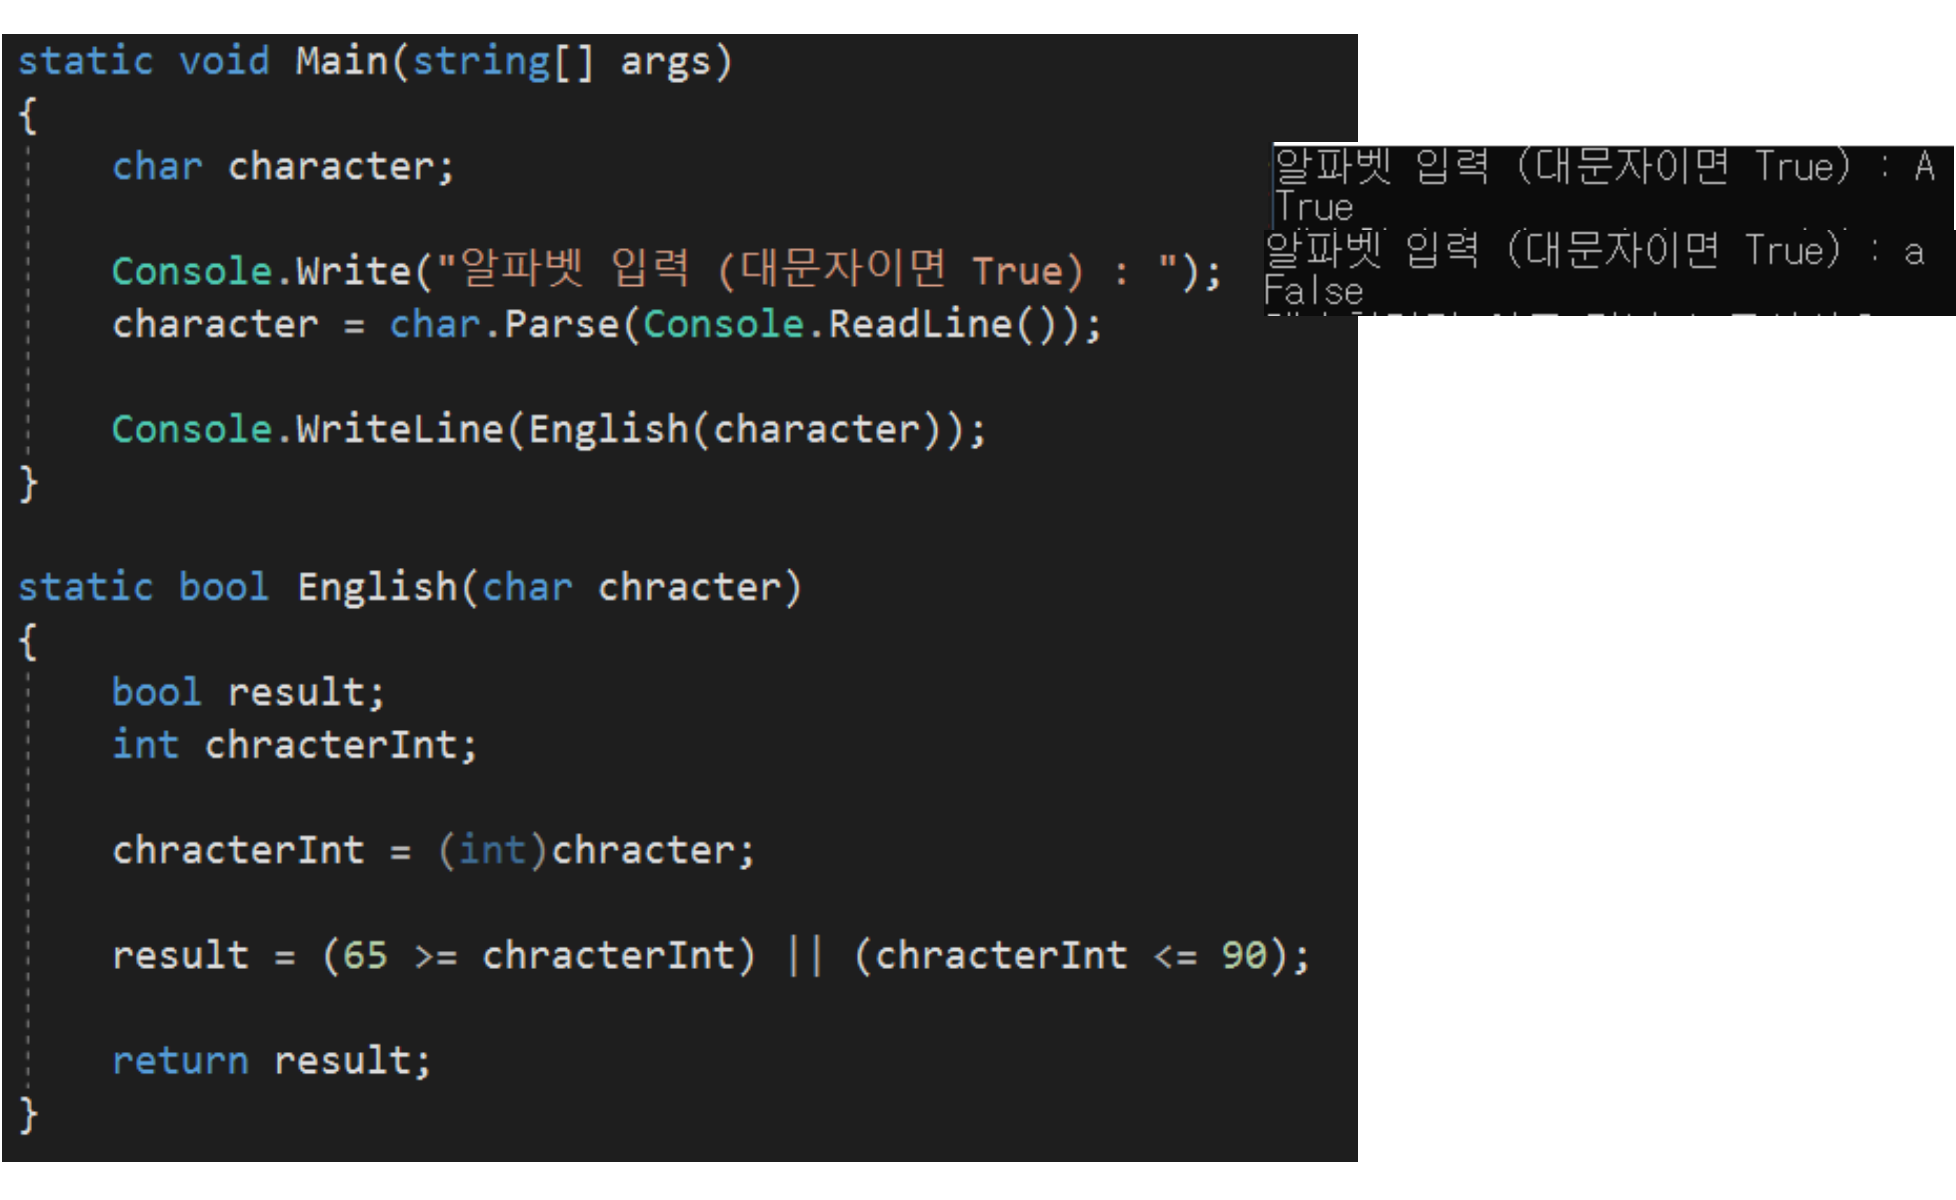 static void Main(string[] args)
{
char character;
Console.Write("알파벳 입력 (대문자이면 True) : ");
character = char.Parse(Console.ReadLine());
Console.WriteLine(English(character));
}
static bool English(char chracter)
{
bool result;
int chracterInt;
chracterInt = (int)chracter;
result = (65 >= chracterInt) || (chracterInt <= 90);
return result;
}
알파벳 입력 (대문자이면 True) : A
True
알파벳 입력 (대문자이면 True) : a
False